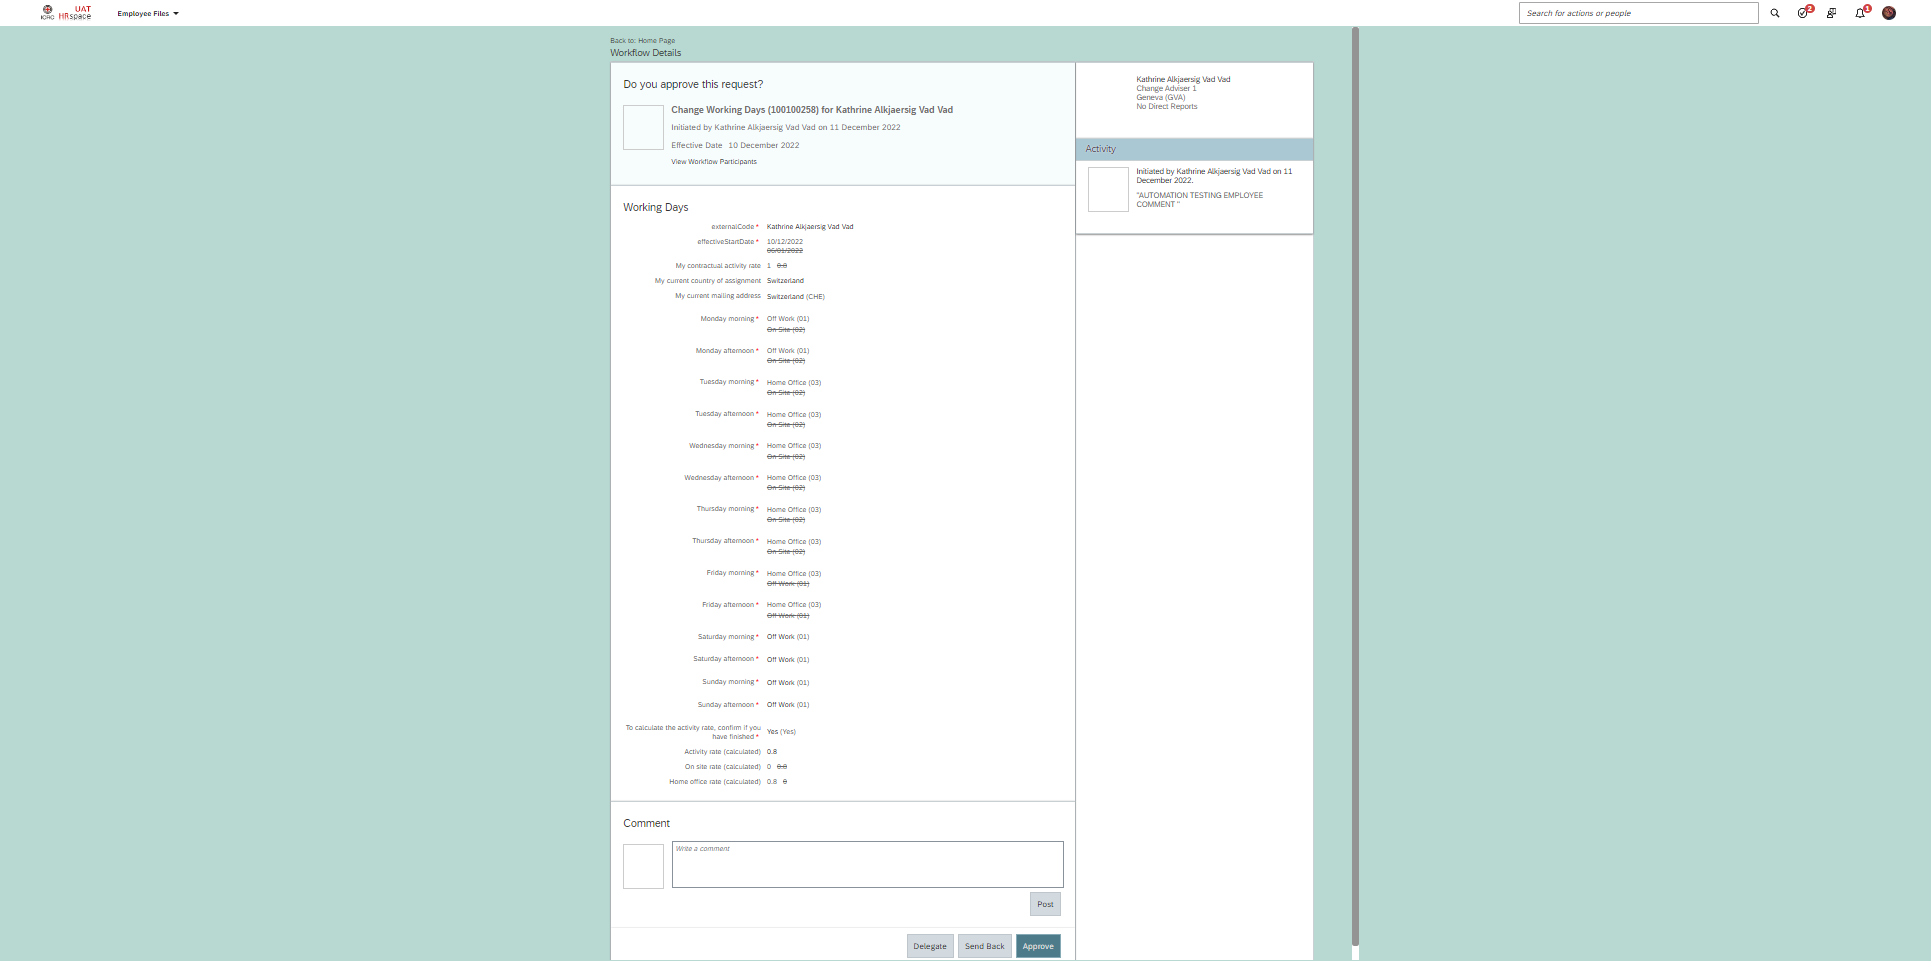 ICRC
UAT
HRspace
Employee Files
Search for actions or people
2
1
Back to: Home Page
Workflow Details
Do you approve this request?
Change Working Days (100100258) for Kathrine Alkjaersig Vad Vad
Initiated by Kathrine Alkjaersig Vad Vad on 11 December 2022
Effective Date 10 December 2022
View Workflow Participants
Working Days
externalCode * Kathrine Alkjaersig Vad Vad
effectiveStartDate * 10/12/2022
06/01/2022
My contractual activity rate 1 0.8
My current country of assignment Switzerland
My current mailing address Switzerland (CHE)
Monday morning * Off Work (01)
On Site (02)
Monday afternoon * Off Work (01)
On Site (02)
Tuesday morning * Home Office (03)
On Site (02)
Tuesday afternoon * Home Office (03)
On Site (02)
Wednesday morning * Home Office (03)
On Site (02)
Wednesday afternoon * Home Office (03)
On Site (02)
Thursday morning * Home Office (03)
On Site (02)
Thursday afternoon * Home Office (03)
On Site (02)
Friday morning * Home Office (03)
Off Work (01)
Friday afternoon * Home Office (03)
Off Work (01)
Saturday morning * Off Work (01)
Saturday afternoon * Off Work (01)
Sunday morning * Off Work (01)
Sunday afternoon * Off Work (01)
To calculate the activity rate, confirm if you
have finished * Yes (Yes)
Activity rate (calculated) 0.8
On site rate (calculated) 0 0.8
Home office rate (calculated) 0.8 0
Comment
Write a comment
Post
Delegate Send Back Approve
Kathrine Alkjaersig Vad Vad
Change Adviser 1
Geneva (GVA)
No Direct Reports
Activity
Initiated by Kathrine Alkjaersig Vad Vad on 11
December 2022.
"AUTOMATION TESTING EMPLOYEE
COMMENT "